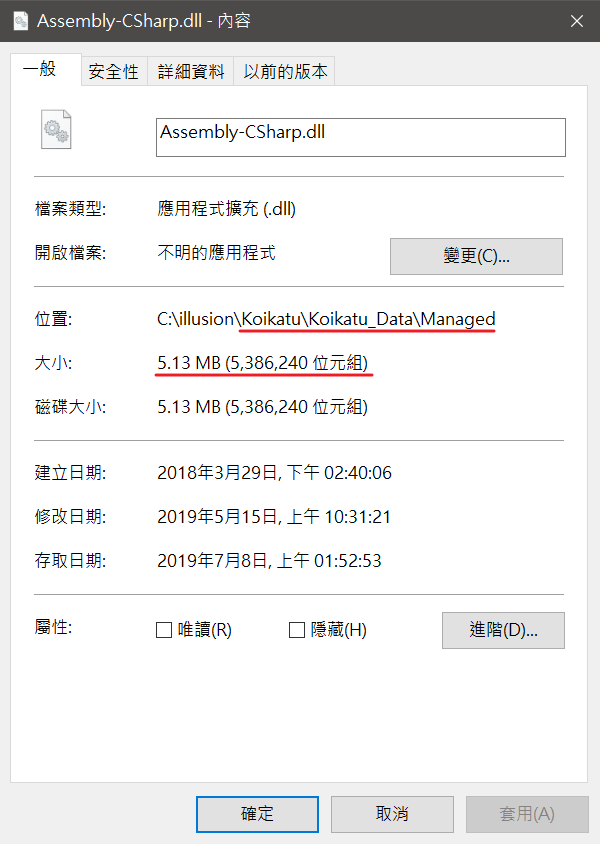 Assembly-CSharp.dll - 內容
一般 安全性 詳細資料 以前的版本
Assembly-CSharp.dll
檔案類型: 應用程式擴充 (.dll)
開啟檔案: 不明的應用程式 變更(C)...
位置: C:\illusion\Koikatu\Koikatu_Data\Managed
大小: 5.13 MB (5,386,240 位元組)
磁碟大小: 5.13 MB (5,386,240 位元組)
建立日期: 2018年3月29日, 下午 02:40:06
修改日期: 2019年5月15日, 上午 10:31:21
存取日期: 2019年7月8日, 上午 01:52:53
屬性: 唯讀(R) 隱藏(H) 進階(D)...
確定 取消 套用(A)